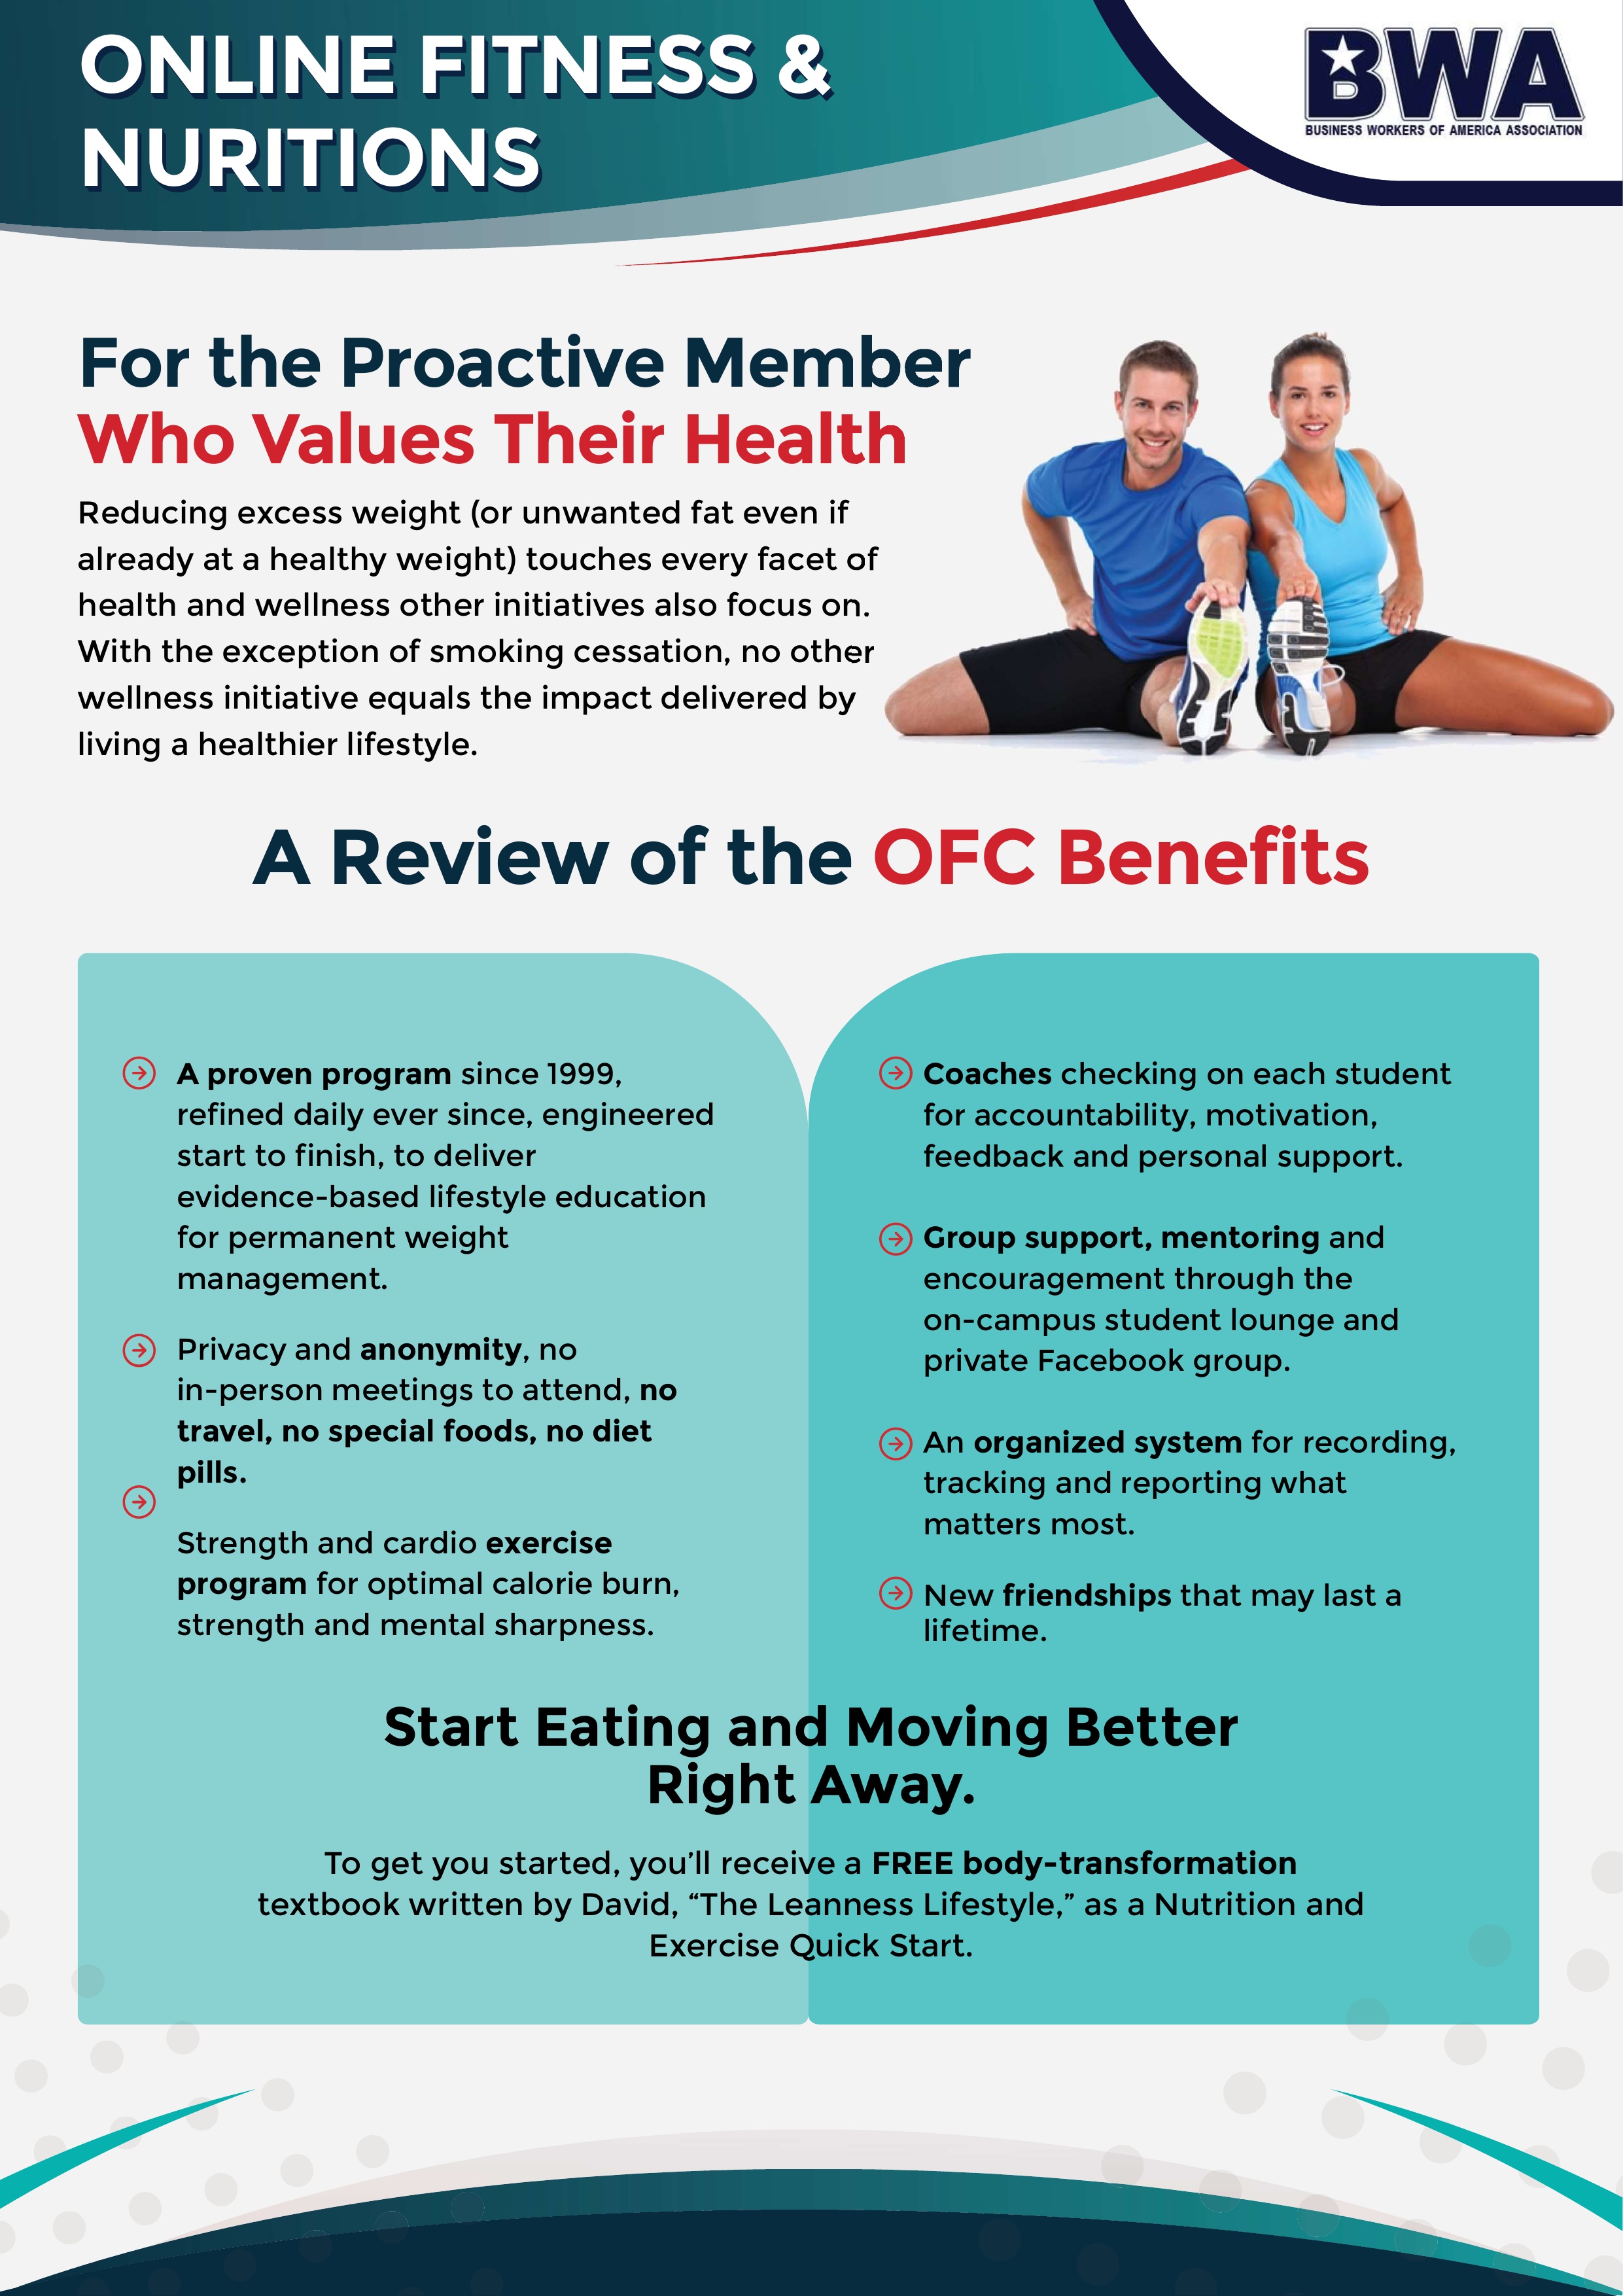 ONLINE FITNESS &
NURITIONS
BWA
BUSINESS WORKERS OF AMERICA ASSOCIATION
For the Proactive Member
Who Values Their Health
Reducing excess weight (or unwanted fat even if
already at a healthy weight) touches every facet of
health and wellness other initiatives also focus on.
With the exception of smoking cessation, no other
wellness initiative equals the impact delivered by
living a healthier lifestyle.
A Review of the OFC Benefits
A proven program since 1999,
refined daily ever since, engineered
start to finish, to deliver
evidence-based lifestyle education
for permanent weight
management.
Privacy and anonymity, no
in-person meetings to attend, no
travel, no special foods, no diet
pills.
Strength and cardio exercise
program for optimal calorie burn,
strength and mental sharpness.
Coaches checking on each student
for accountability, motivation,
feedback and personal support.
Group support, mentoring and
encouragement through the
on-campus student lounge and
private Facebook group.
An organized system for recording,
tracking and reporting what
matters most.
New friendships that may last a
lifetime.
Start Eating and Moving Better
Right Away.
To get you started, you’ll receive a FREE body-transformation
textbook written by David, “The Leanness Lifestyle,” as a Nutrition and
Exercise Quick Start.